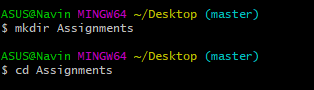 ASUS@Navin MINGW64 ~/Desktop (master)
$ mkdir Assignments
ASUS@Navin MINGW64 ~/Desktop (master)
$ cd Assignments